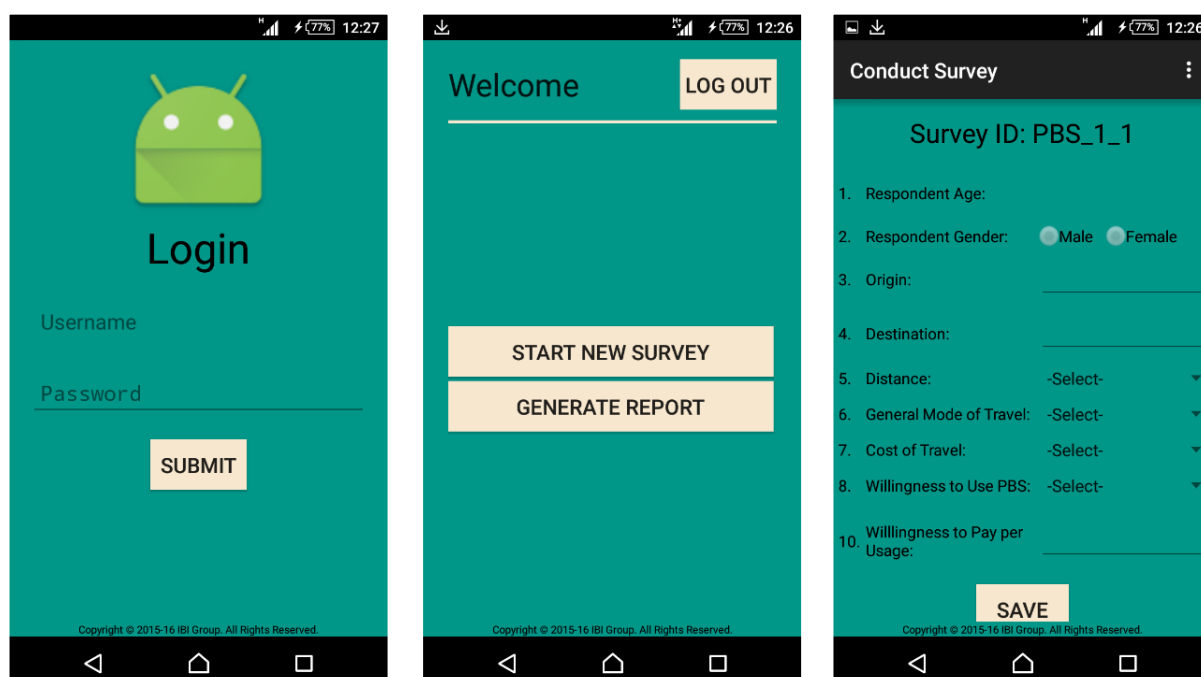 H 77% 12:27
Login
Username
Password
SUBMIT
Copyright © 2015-16 IBI Group. All Rights Reserved.
H+ 77% 12:26
Welcome
LOG OUT
START NEW SURVEY
GENERATE REPORT
Copyright © 2015-16 IBI Group. All Rights Reserved.
H 77% 12:26
Conduct Survey
Survey ID: PBS_1_1
1. Respondent Age:
2. Respondent Gender: Male Female
3. Origin:
4. Destination:
5. Distance: -Select-
6. General Mode of Travel: -Select-
7. Cost of Travel: -Select-
8. Willingness to Use PBS: -Select-
10. Willlingness to Pay per
Usage:
SAVE
Copyright © 2015-16 IBI Group. All Rights Reserved.